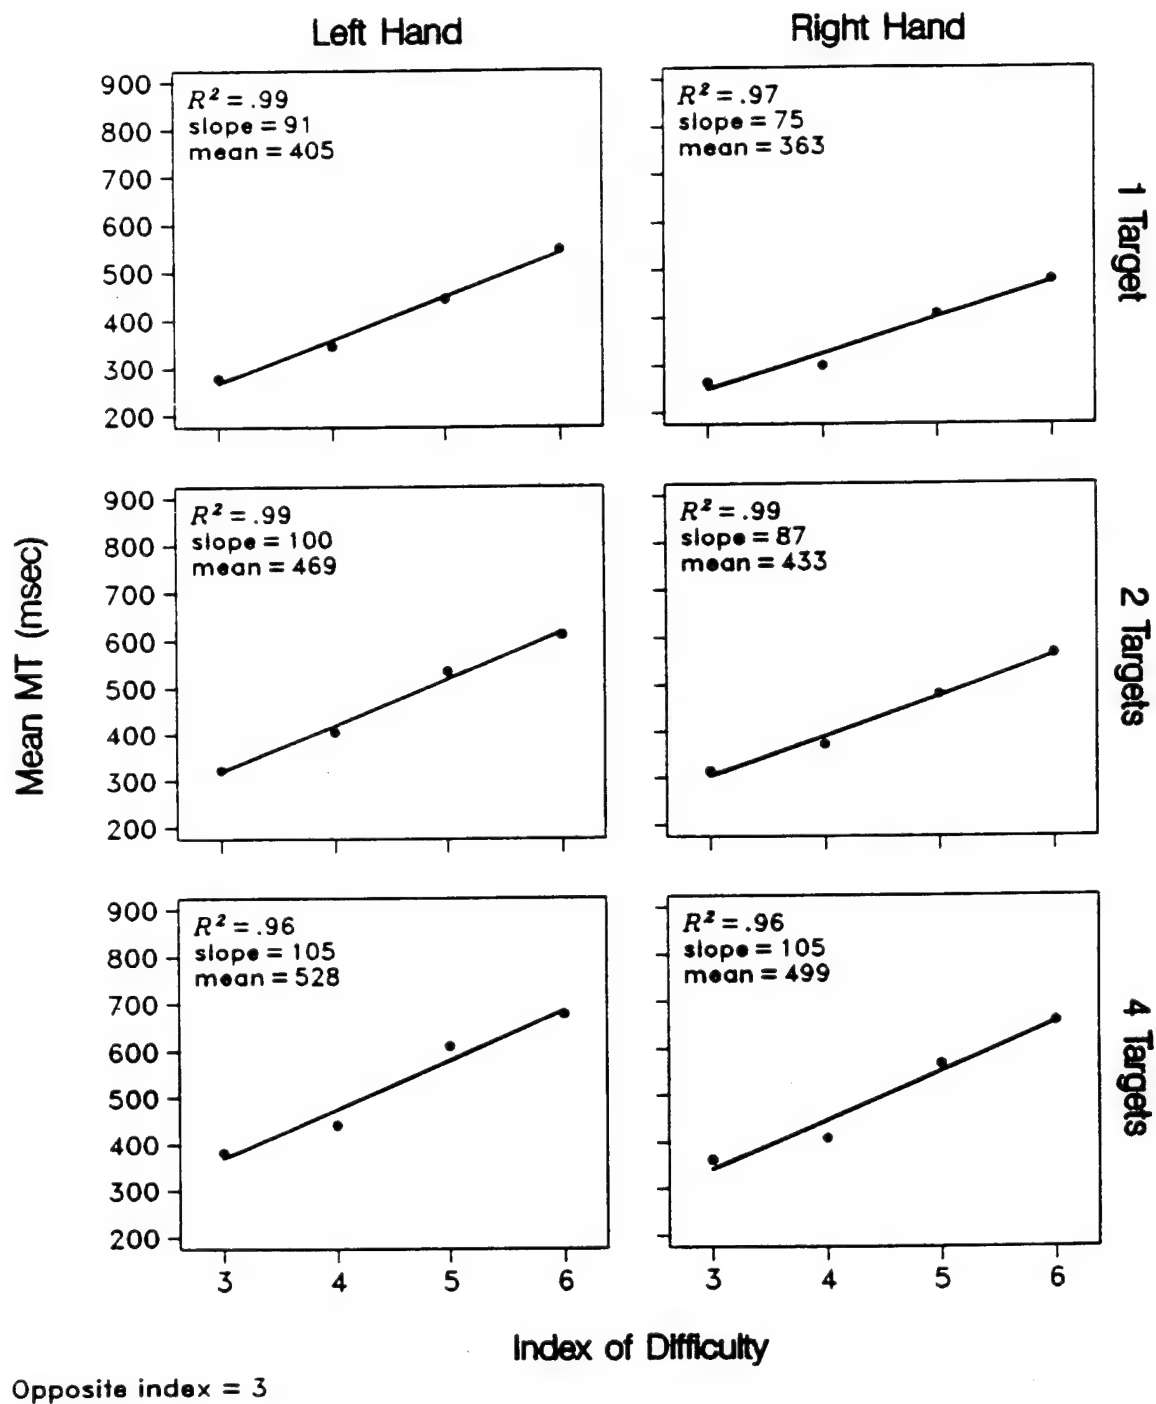 Left Hand
Right Hand
900
800
700
600
500
400
300
200
R² = .99
slope = 91
mean = 405
R² = .97
slope = 75
mean = 363
1 Target
Mean MT (msec)
900
800
700
600
500
400
300
200
R² = .99
slope = 100
mean = 469
R² = .99
slope = 87
mean = 433
2 Targets
900
800
700
600
500
400
300
200
R² = .96
slope = 105
mean = 528
R² = .96
slope = 105
mean = 499
4 Targets
3 4 5 6
3 4 5 6
Index of Difficulty
Opposite index = 3